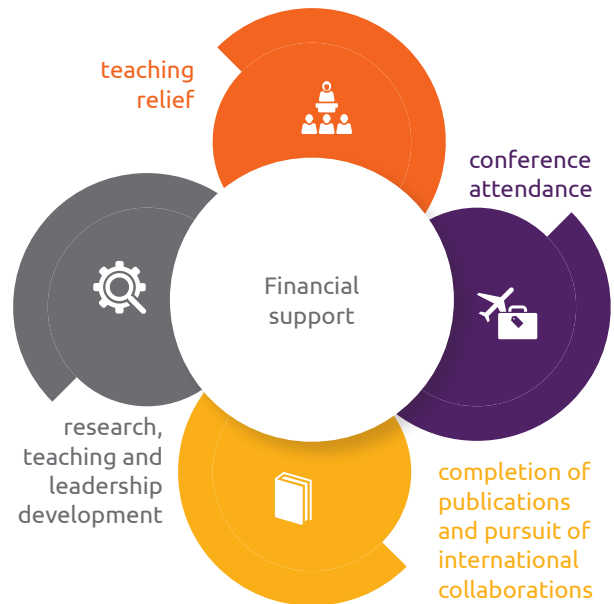 teaching
relief
conference
attendance
Financial
support
research,
teaching and
leadership
development
completion of
publications
and pursuit of
international
collaborations